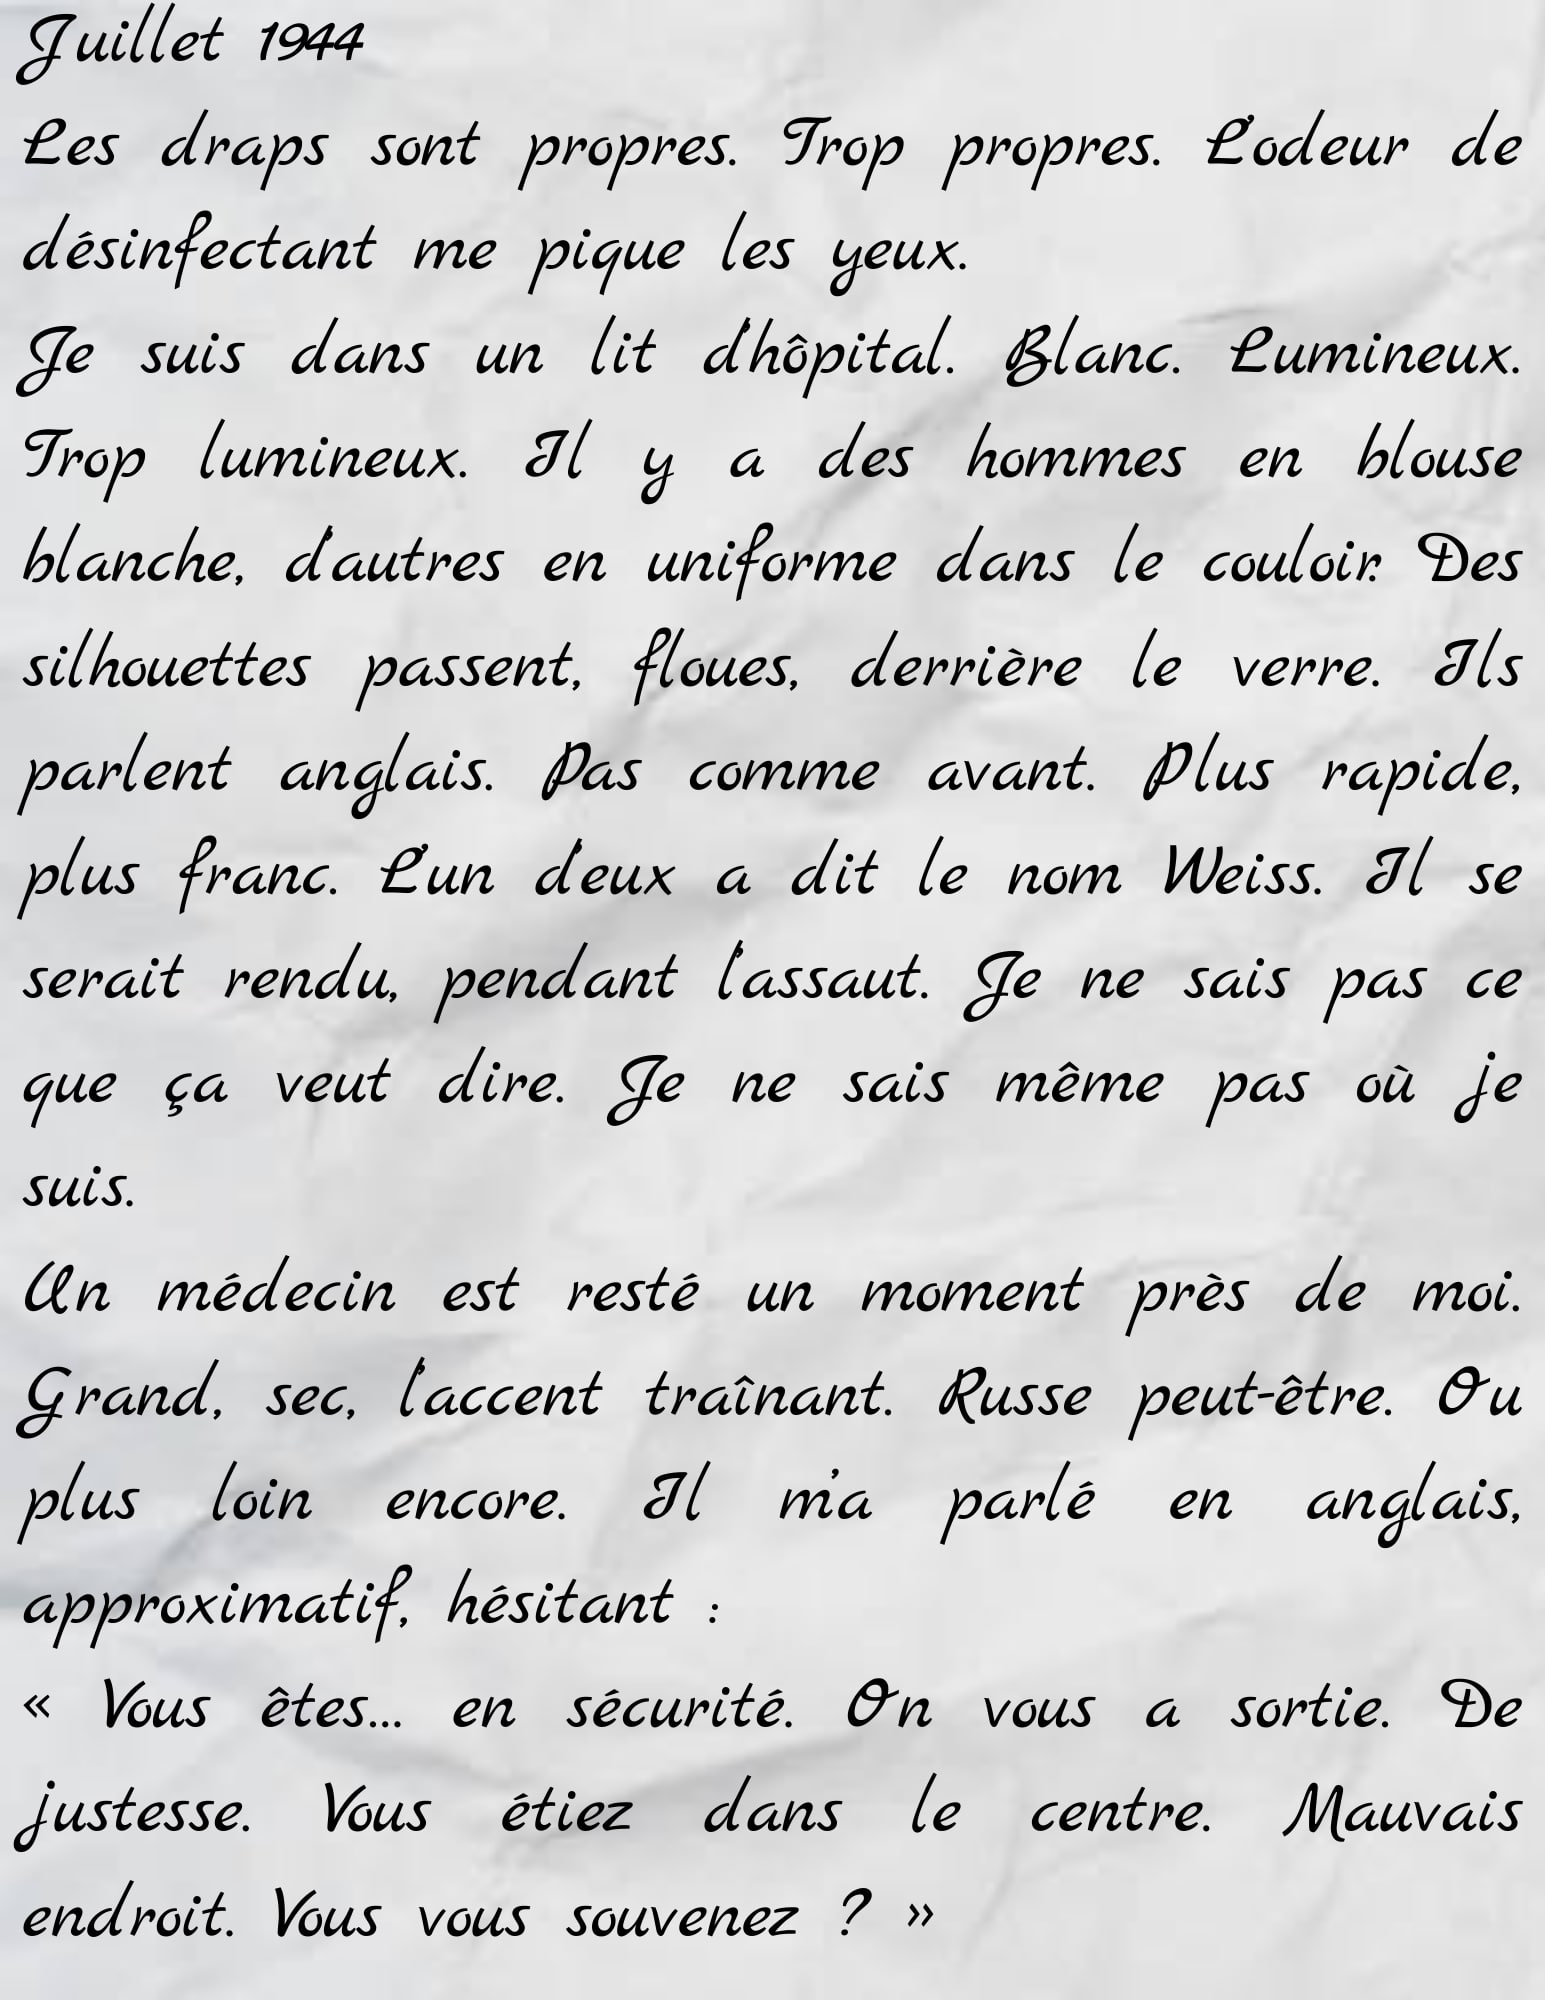 Juillet 1944
Les draps sont propres. Trop propres. L'odeur de
désinfectant me pique les yeux.
Je suis dans un lit d'hôpital. Blanc. Lumineux.
Trop lumineux. Il y a des hommes en blouse
blanche, d'autres en uniforme dans le couloir. Des
silhouettes passent, floues, derrière le verre. Ils
parlent anglais. Pas comme avant. Plus rapide,
plus franc. L'un d'eux a dit le nom Weiss. Il se
serait rendu, pendant l'assaut. Je ne sais pas ce
que ça veut dire. Je ne sais même pas où je
suis.
Un médecin est resté un moment près de moi.
Grand, sec, l'accent traînant. Russe peut-être. Ou
plus loin encore. Il m'a parlé en anglais,
approximatif, hésitant :
« Vous êtes... en sécurité. On vous a sortie. De
justesse. Vous étiez dans le centre. Mauvais
endroit. Vous vous souvenez ? »